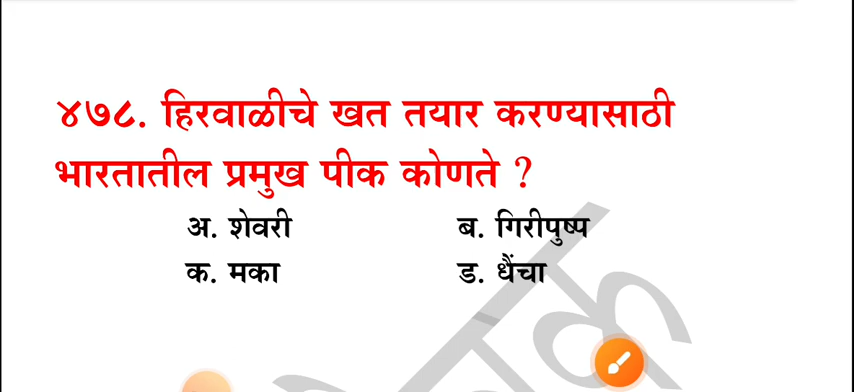 ४७८. हिरवाळीचे खत तयार करण्यासाठी
भारतातील प्रमुख पीक कोणते ?
अ. शेवरी ब. गिरीपुष्प
क. मका ड. धैंचा